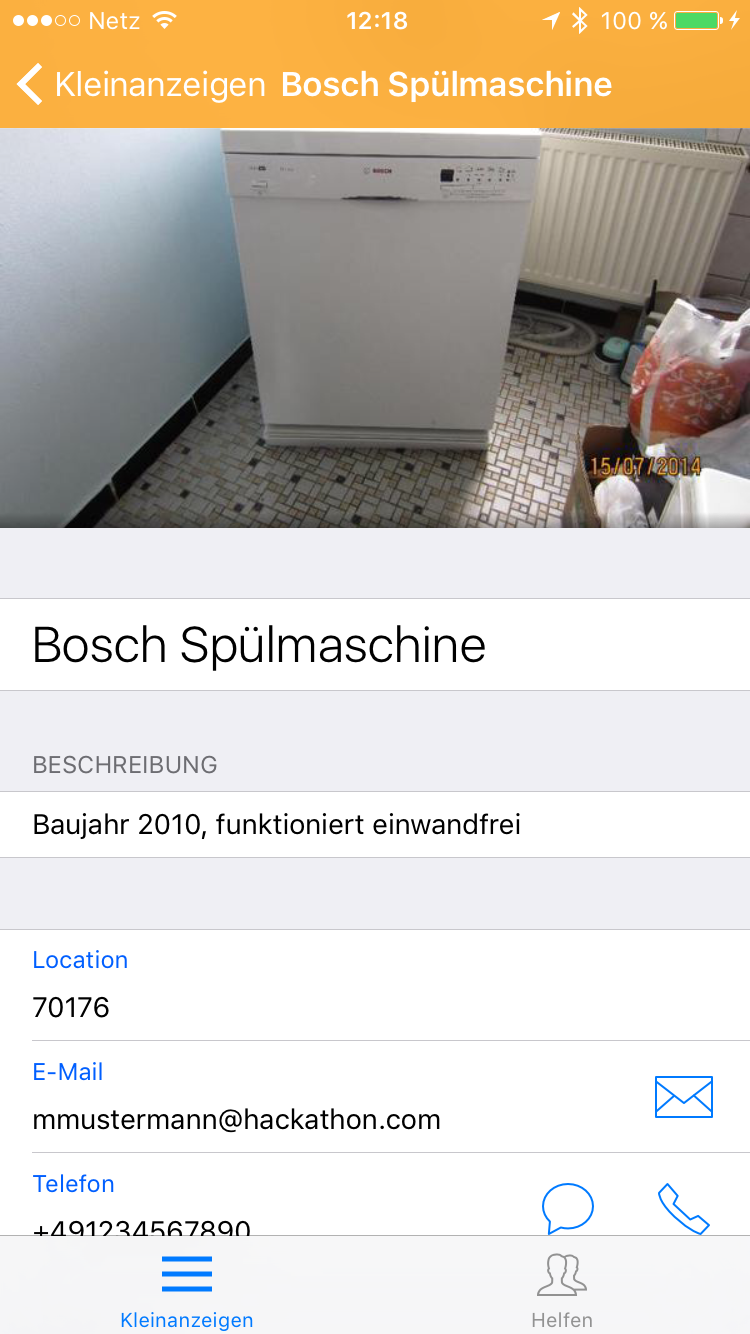 Netz 12:18 100 %
Kleinanzeigen Bosch Spülmaschine
BOSCH
15/07/2014
Bosch Spülmaschine
BESCHREIBUNG
Baujahr 2010, funktioniert einwandfrei
Location
70176
E-Mail
mmustermann@hackathon.com
Telefon
+491234567890
Kleinanzeigen Helfen